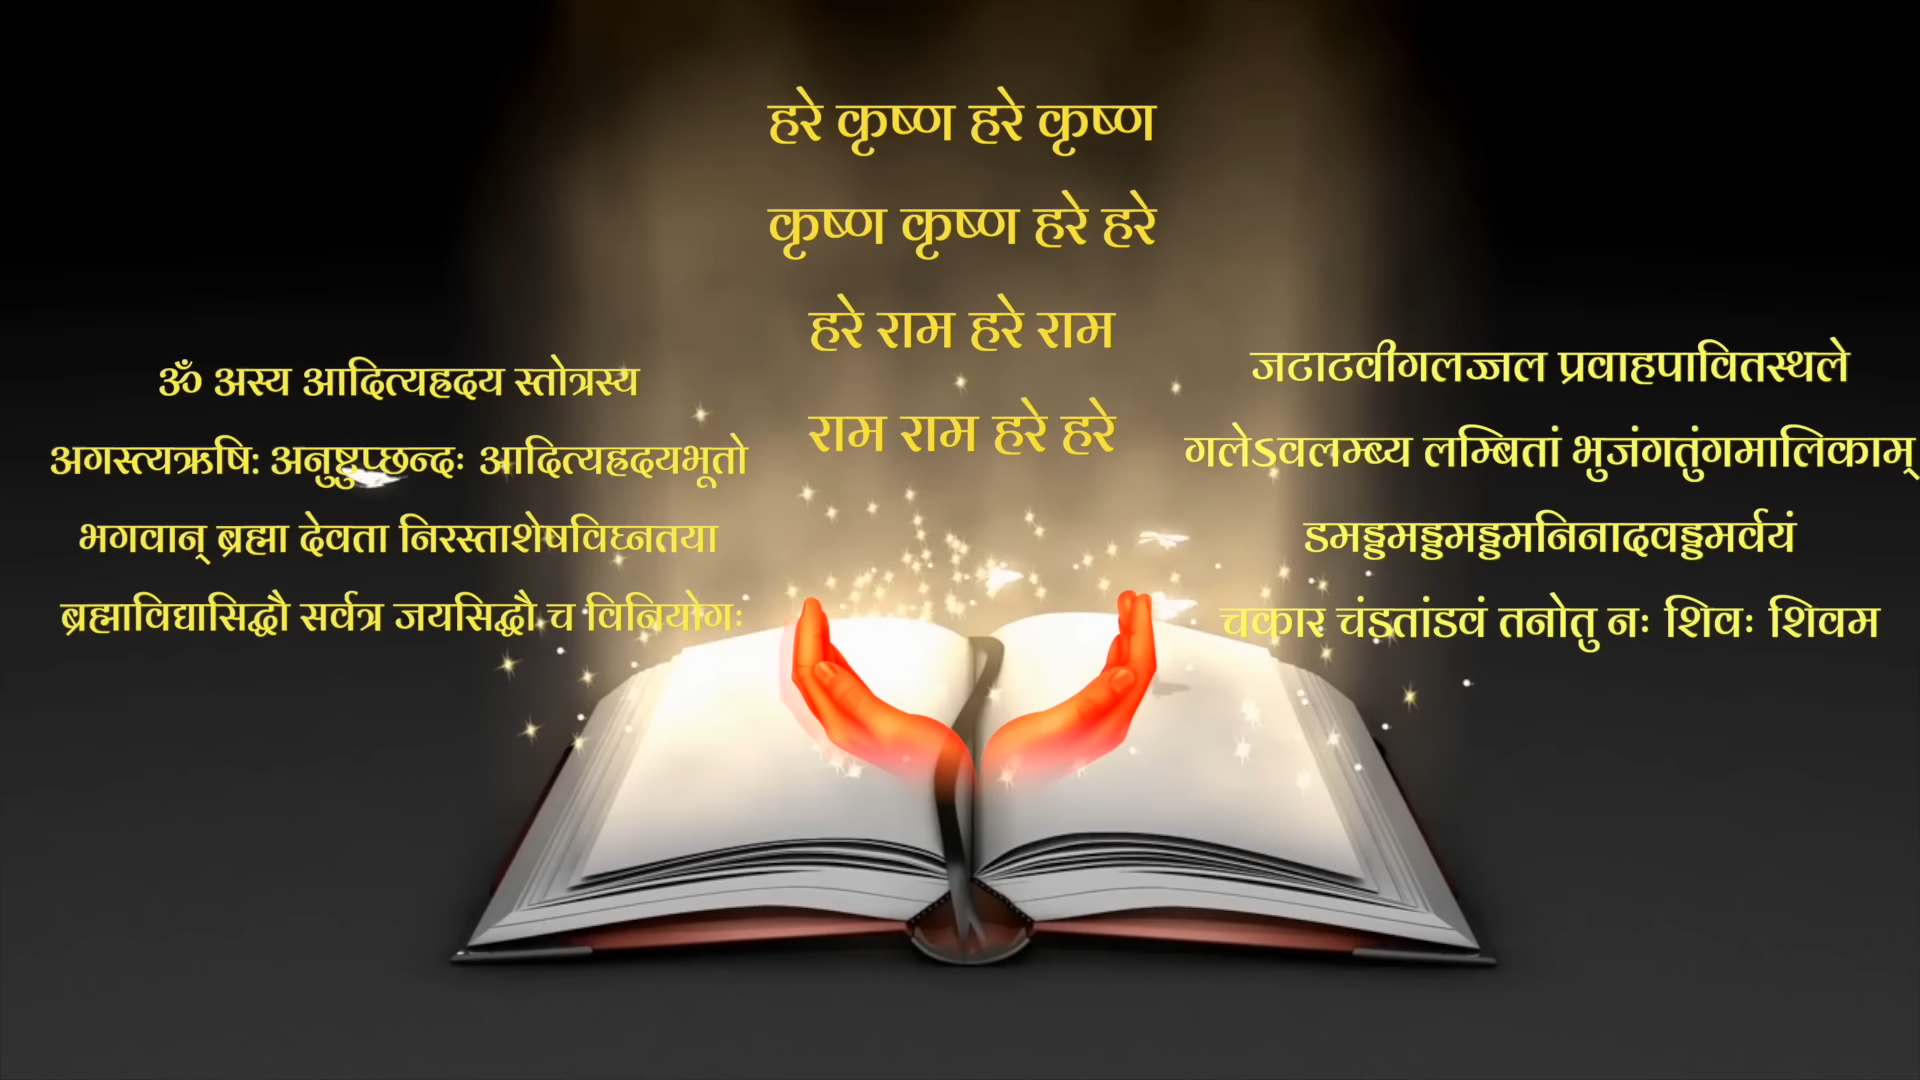 हरे कृष्ण हरे कृष्ण
कृष्ण कृष्ण हरे हरे
हरे राम हरे राम
राम राम हरे हरे
ॐ अस्य आदित्यह्रदय स्तोत्रस्य
अगस्त्यऋषि: अनुष्टुप्छन्दः आदित्यह्रदयभूतो
भगवान् ब्रह्मा देवता निरस्ताशेषविघ्नतया
ब्रह्माविद्यासिद्धौ सर्वत्र जयसिद्धौ च विनियोगः
जटाटवीगलज्जल प्रवाहपावितस्थले
गलेऽवलम्ब्य लम्बितां भुजंगतुंगमालिकाम्
डमड्डमड्डमड्डमनिनादवड्डमर्वयं
चकार चंडतांडवं तनोतु नः शिवः शिवम